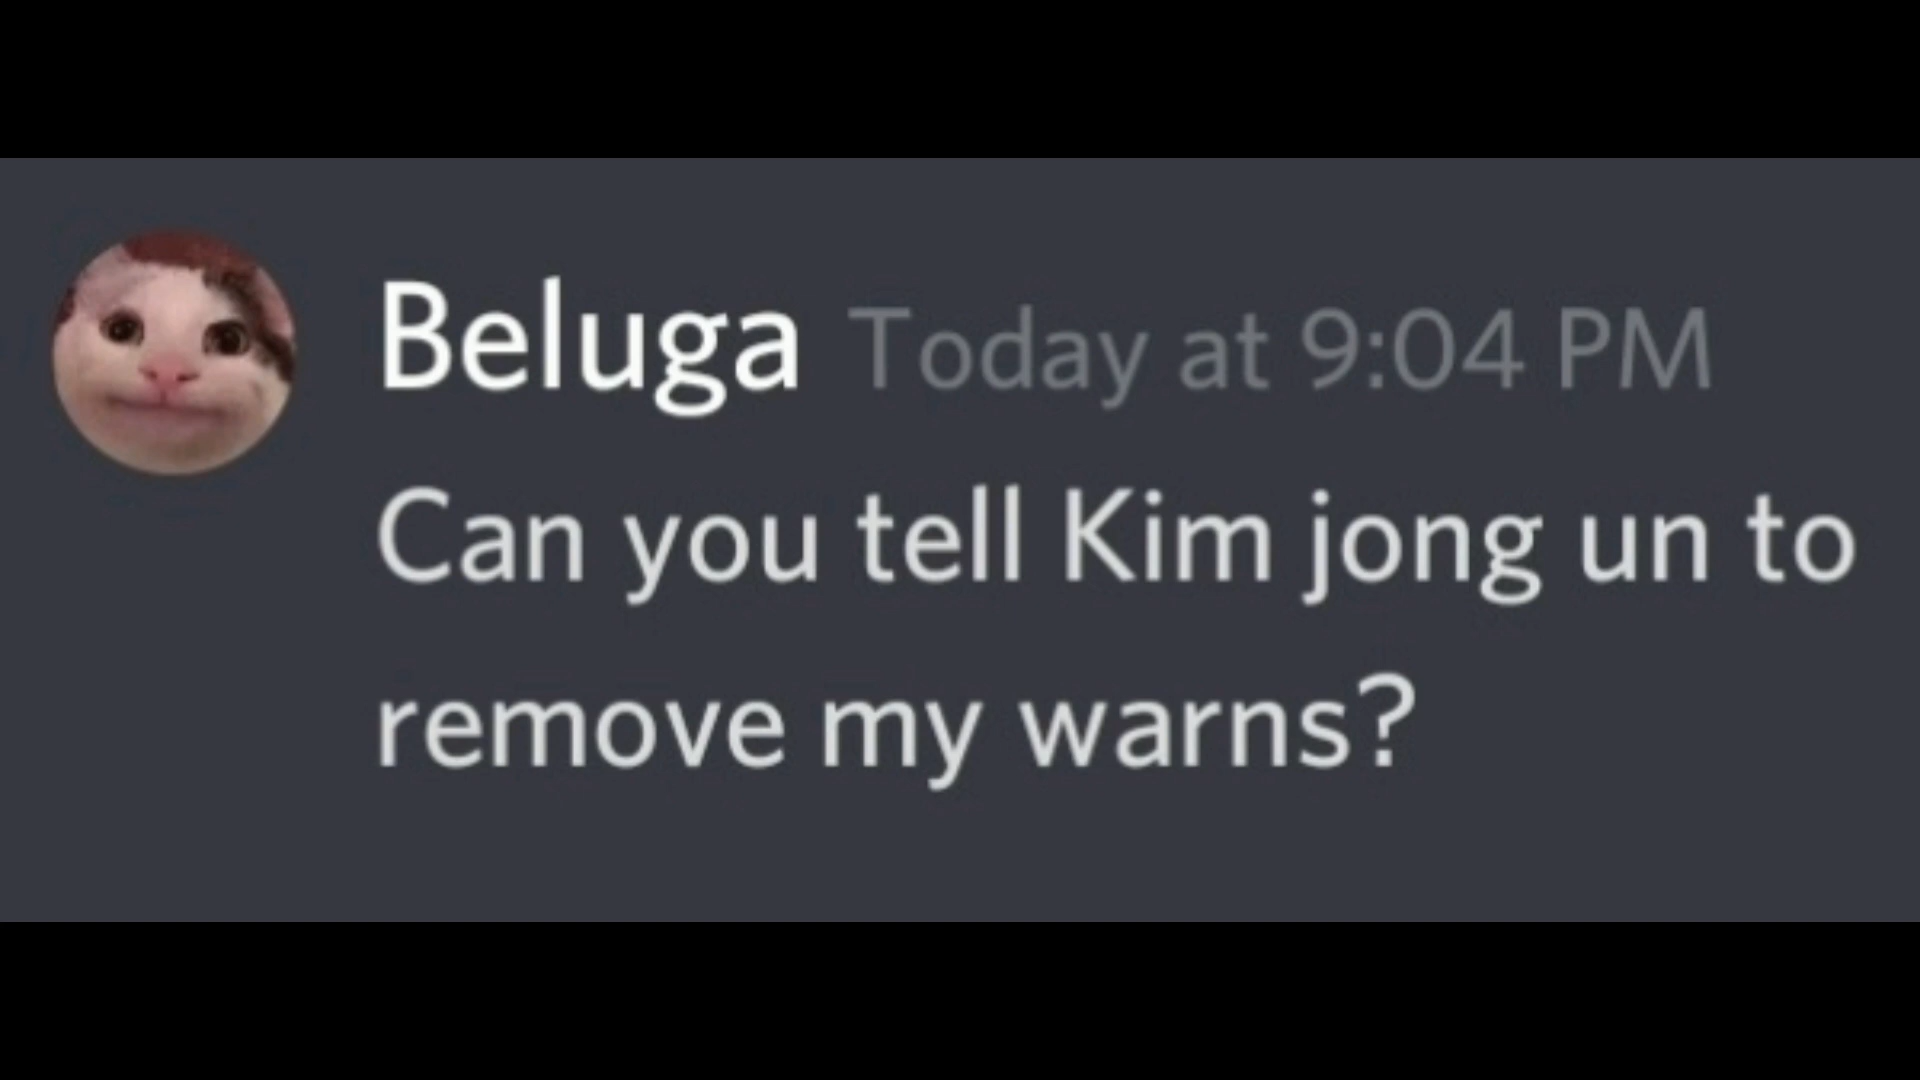 Beluga Today at 9:04 PM
Can you tell Kim jong un to
remove my warns?